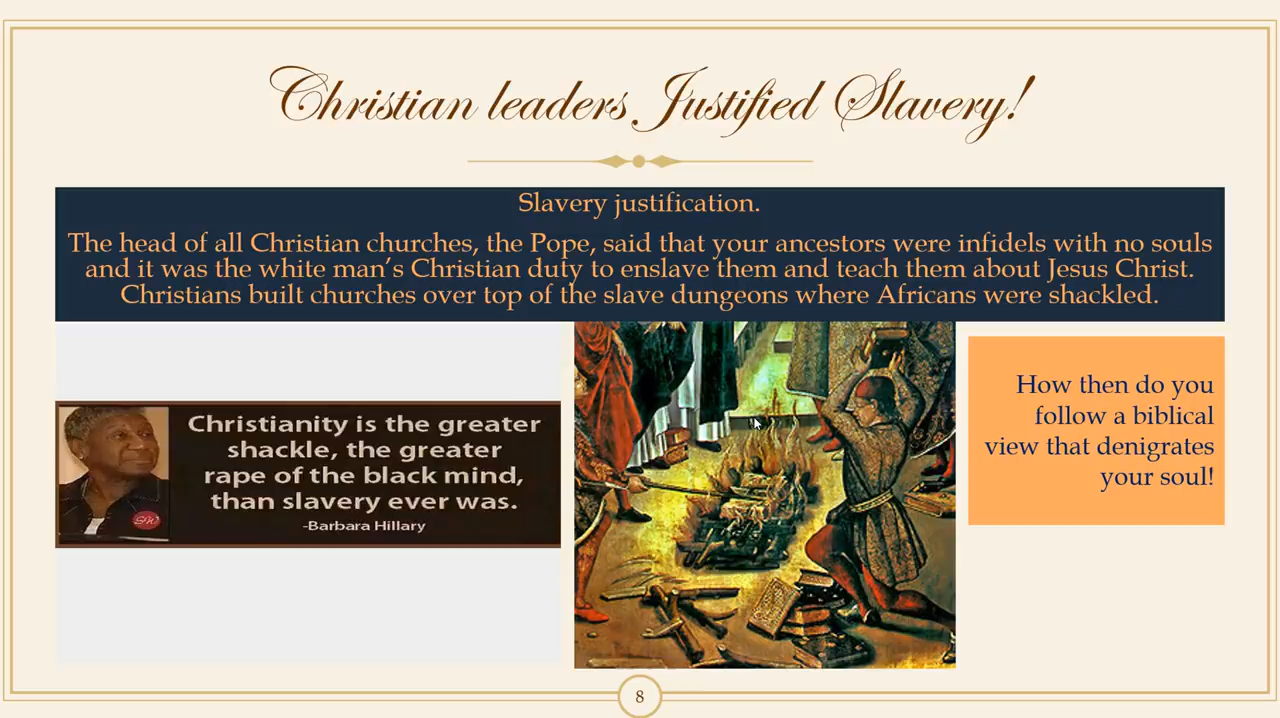 Christian leaders Justified Slavery!
Slavery justification.
The head of all Christian churches, the Pope, said that your ancestors were infidels with no souls
and it was the white man's Christian duty to enslave them and teach them about Jesus Christ.
Christians built churches over top of the slave dungeons where Africans were shackled.
Christianity is the greater
shackle, the greater
rape of the black mind,
than slavery ever was.
-Barbara Hillary
How then do you
follow a biblical
view that denigrates
your soul!
8